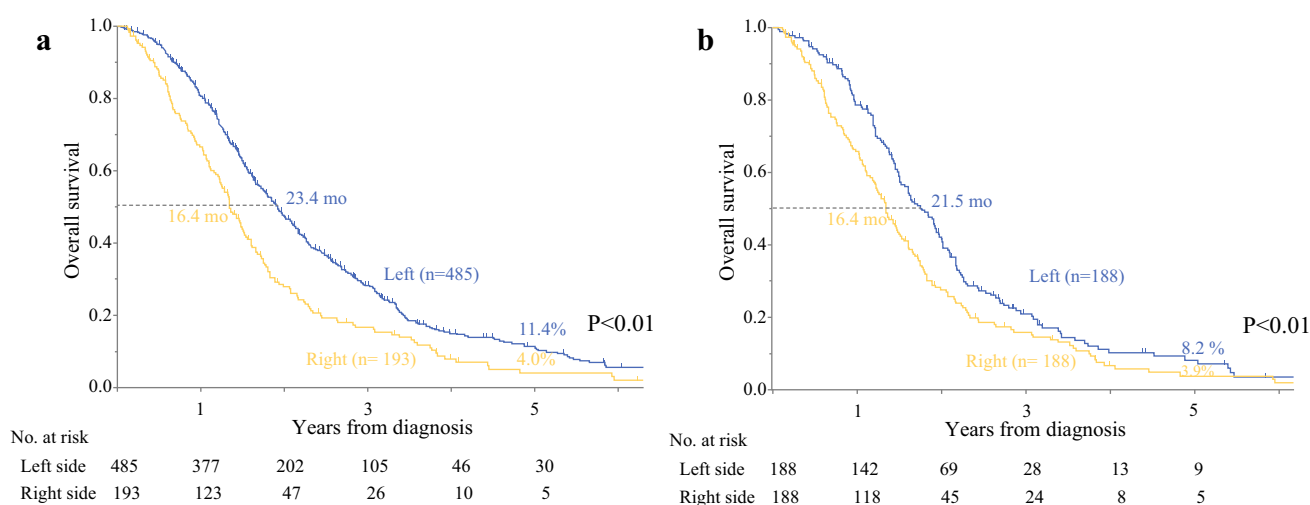 a
Overall survival
1.0
0.8
0.6
0.4
0.2
0.0
23.4 mo
16.4 mo
Left (n=485)
Right (n= 193)
11.4%
4.0%
P<0.01
1 3 5
Years from diagnosis
No. at risk
Left side 485 377 202 105 46 30
Right side 193 123 47 26 10 5
b
Overall survival
1.0
0.8
0.6
0.4
0.2
0.0
21.5 mo
16.4 mo
Left (n=188)
Right (n= 188)
8.2 %
3.9%
P<0.01
1 3 5
Years from diagnosis
No. at risk
Left side 188 142 69 28 13 9
Right side 188 118 45 24 8 5